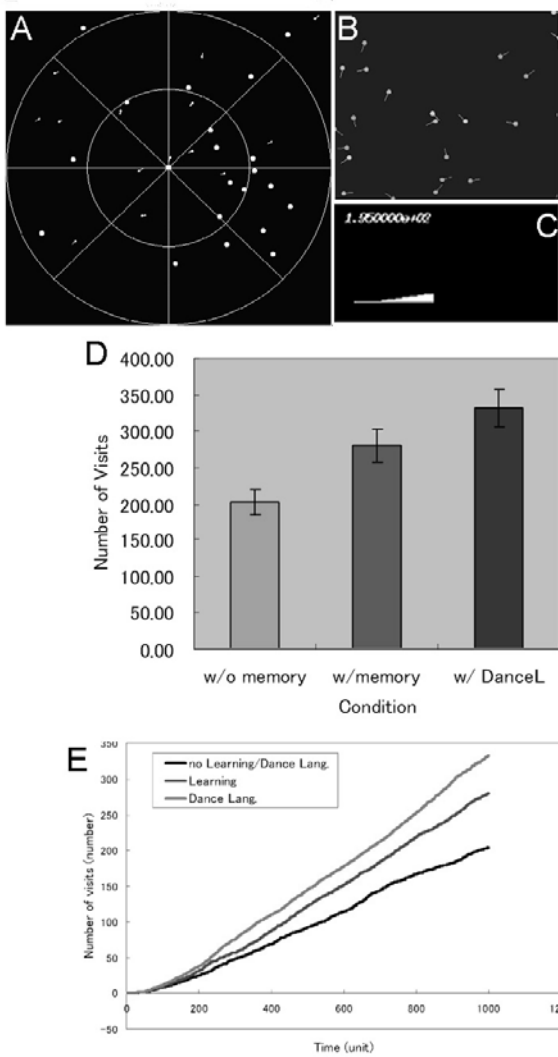 A
B
1.950000e+02
C
D
400.00
350.00
300.00
250.00
200.00
150.00
100.00
50.00
0.00
Number of Visits
w/o memory w/memory w/ DanceL
Condition
E
350
300
250
200
150
100
50
0
-50
Number of visits (number)
no Learning/Dance Lang.
Learning
Dance Lang.
0 200 400 600 800 1000
Time (unit)